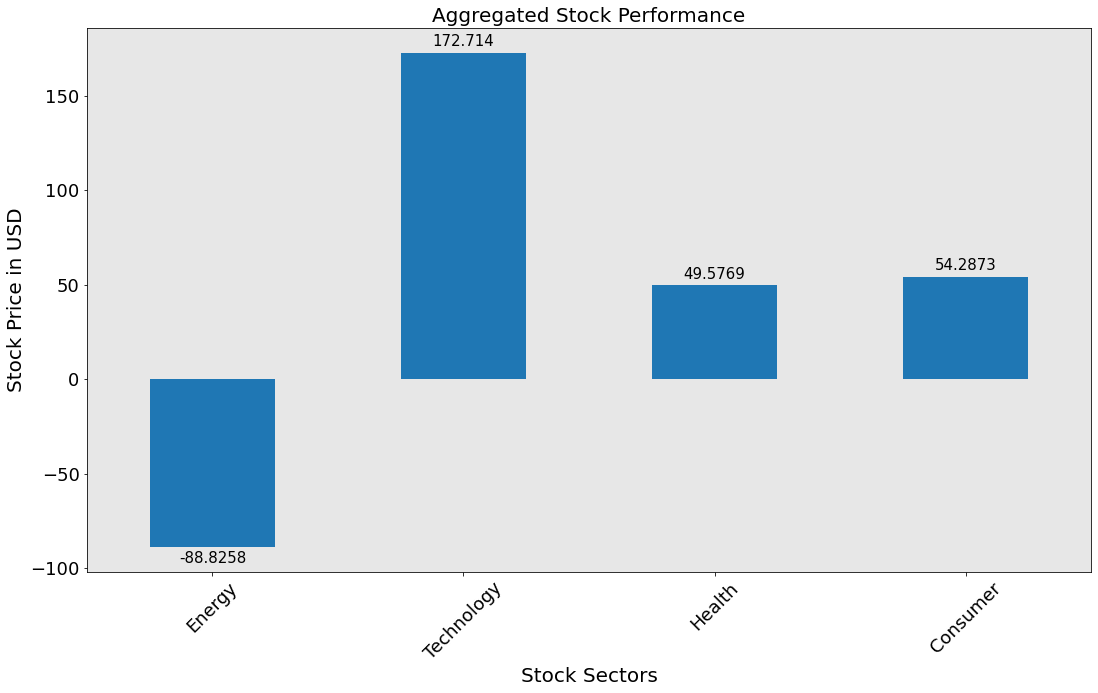 Aggregated Stock Performance
172.714
150
100
54.2873
50
49.5769
0
−50
-88.8258
−100
Stock Price in USD
Energy
Technology
Health
Consumer
Stock Sectors